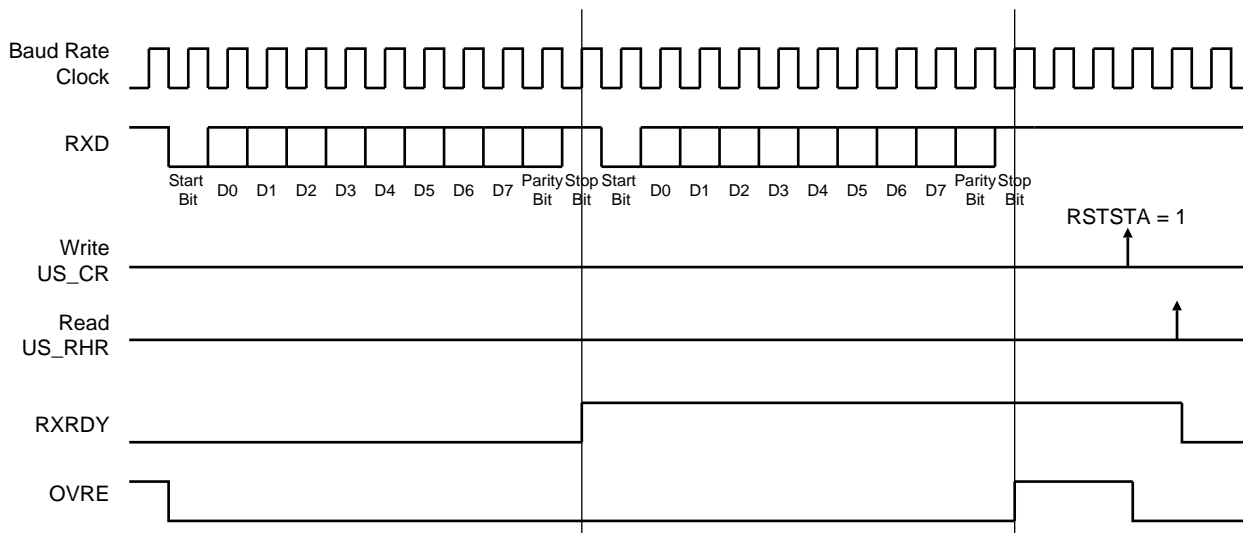 Baud Rate
Clock
RXD
Start
Bit
D0 D1 D2 D3 D4 D5 D6 D7
Parity
Bit
Stop
Bit
Start
Bit
D0 D1 D2 D3 D4 D5 D6 D7
Parity
Bit
Stop
Bit
RSTSTA = 1
Write
US_CR
Read
US_RHR
RXRDY
OVRE